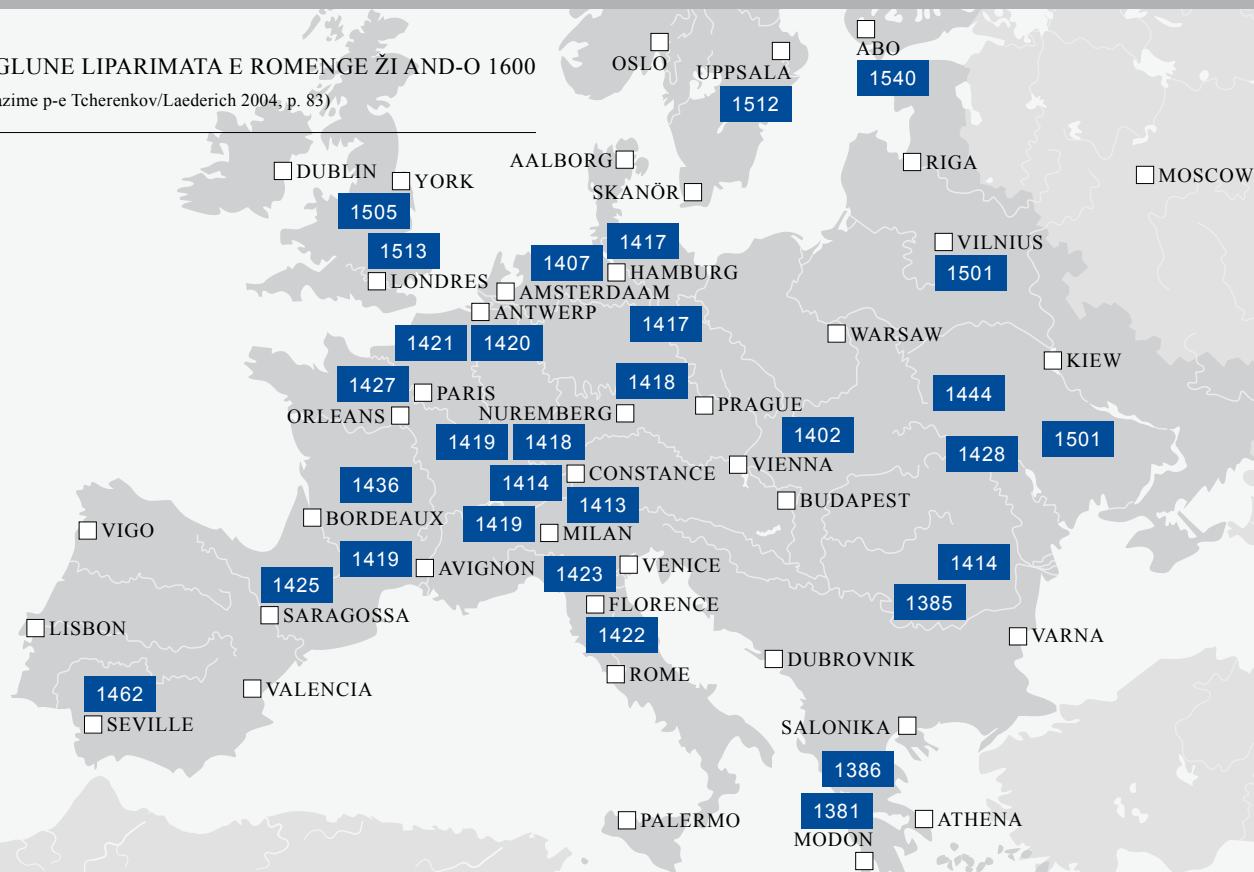 GLUNE LIPARIMATA E ROMENGE ŽI AND-O 1600
azime p-e Tcherenkov/Laederich 2004, p. 83)
OSLO
UPPSALA
1512
ABO
1540
DUBLIN
YORK
1505
1513
LONDRES
AALBORG
SKANÖR
RIGA
MOSCOW
1417
1407
HAMBURG
AMSTERDAAM
ANTWERP
VILNIUS
1501
1417
1421
1420
WARSAW
KIEW
1427
PARIS
ORLEANS
1418
NUREMBERG
PRAGUE
1444
1419
1418
1402
1428
1501
CONSTANCE
VIENNA
1436
1414
1413
BUDAPEST
BORDEAUX
1419
MILAN
VIGO
1419
AVIGNON
1423
VENICE
1414
1425
SARAGOSSA
FLORENCE
1385
LISBON
1422
VARNA
DUBROVNIK
ROME
1462
VALENCIA
SEVILLE
SALONIKA
1386
1381
MODON
PALERMO
ATHENA